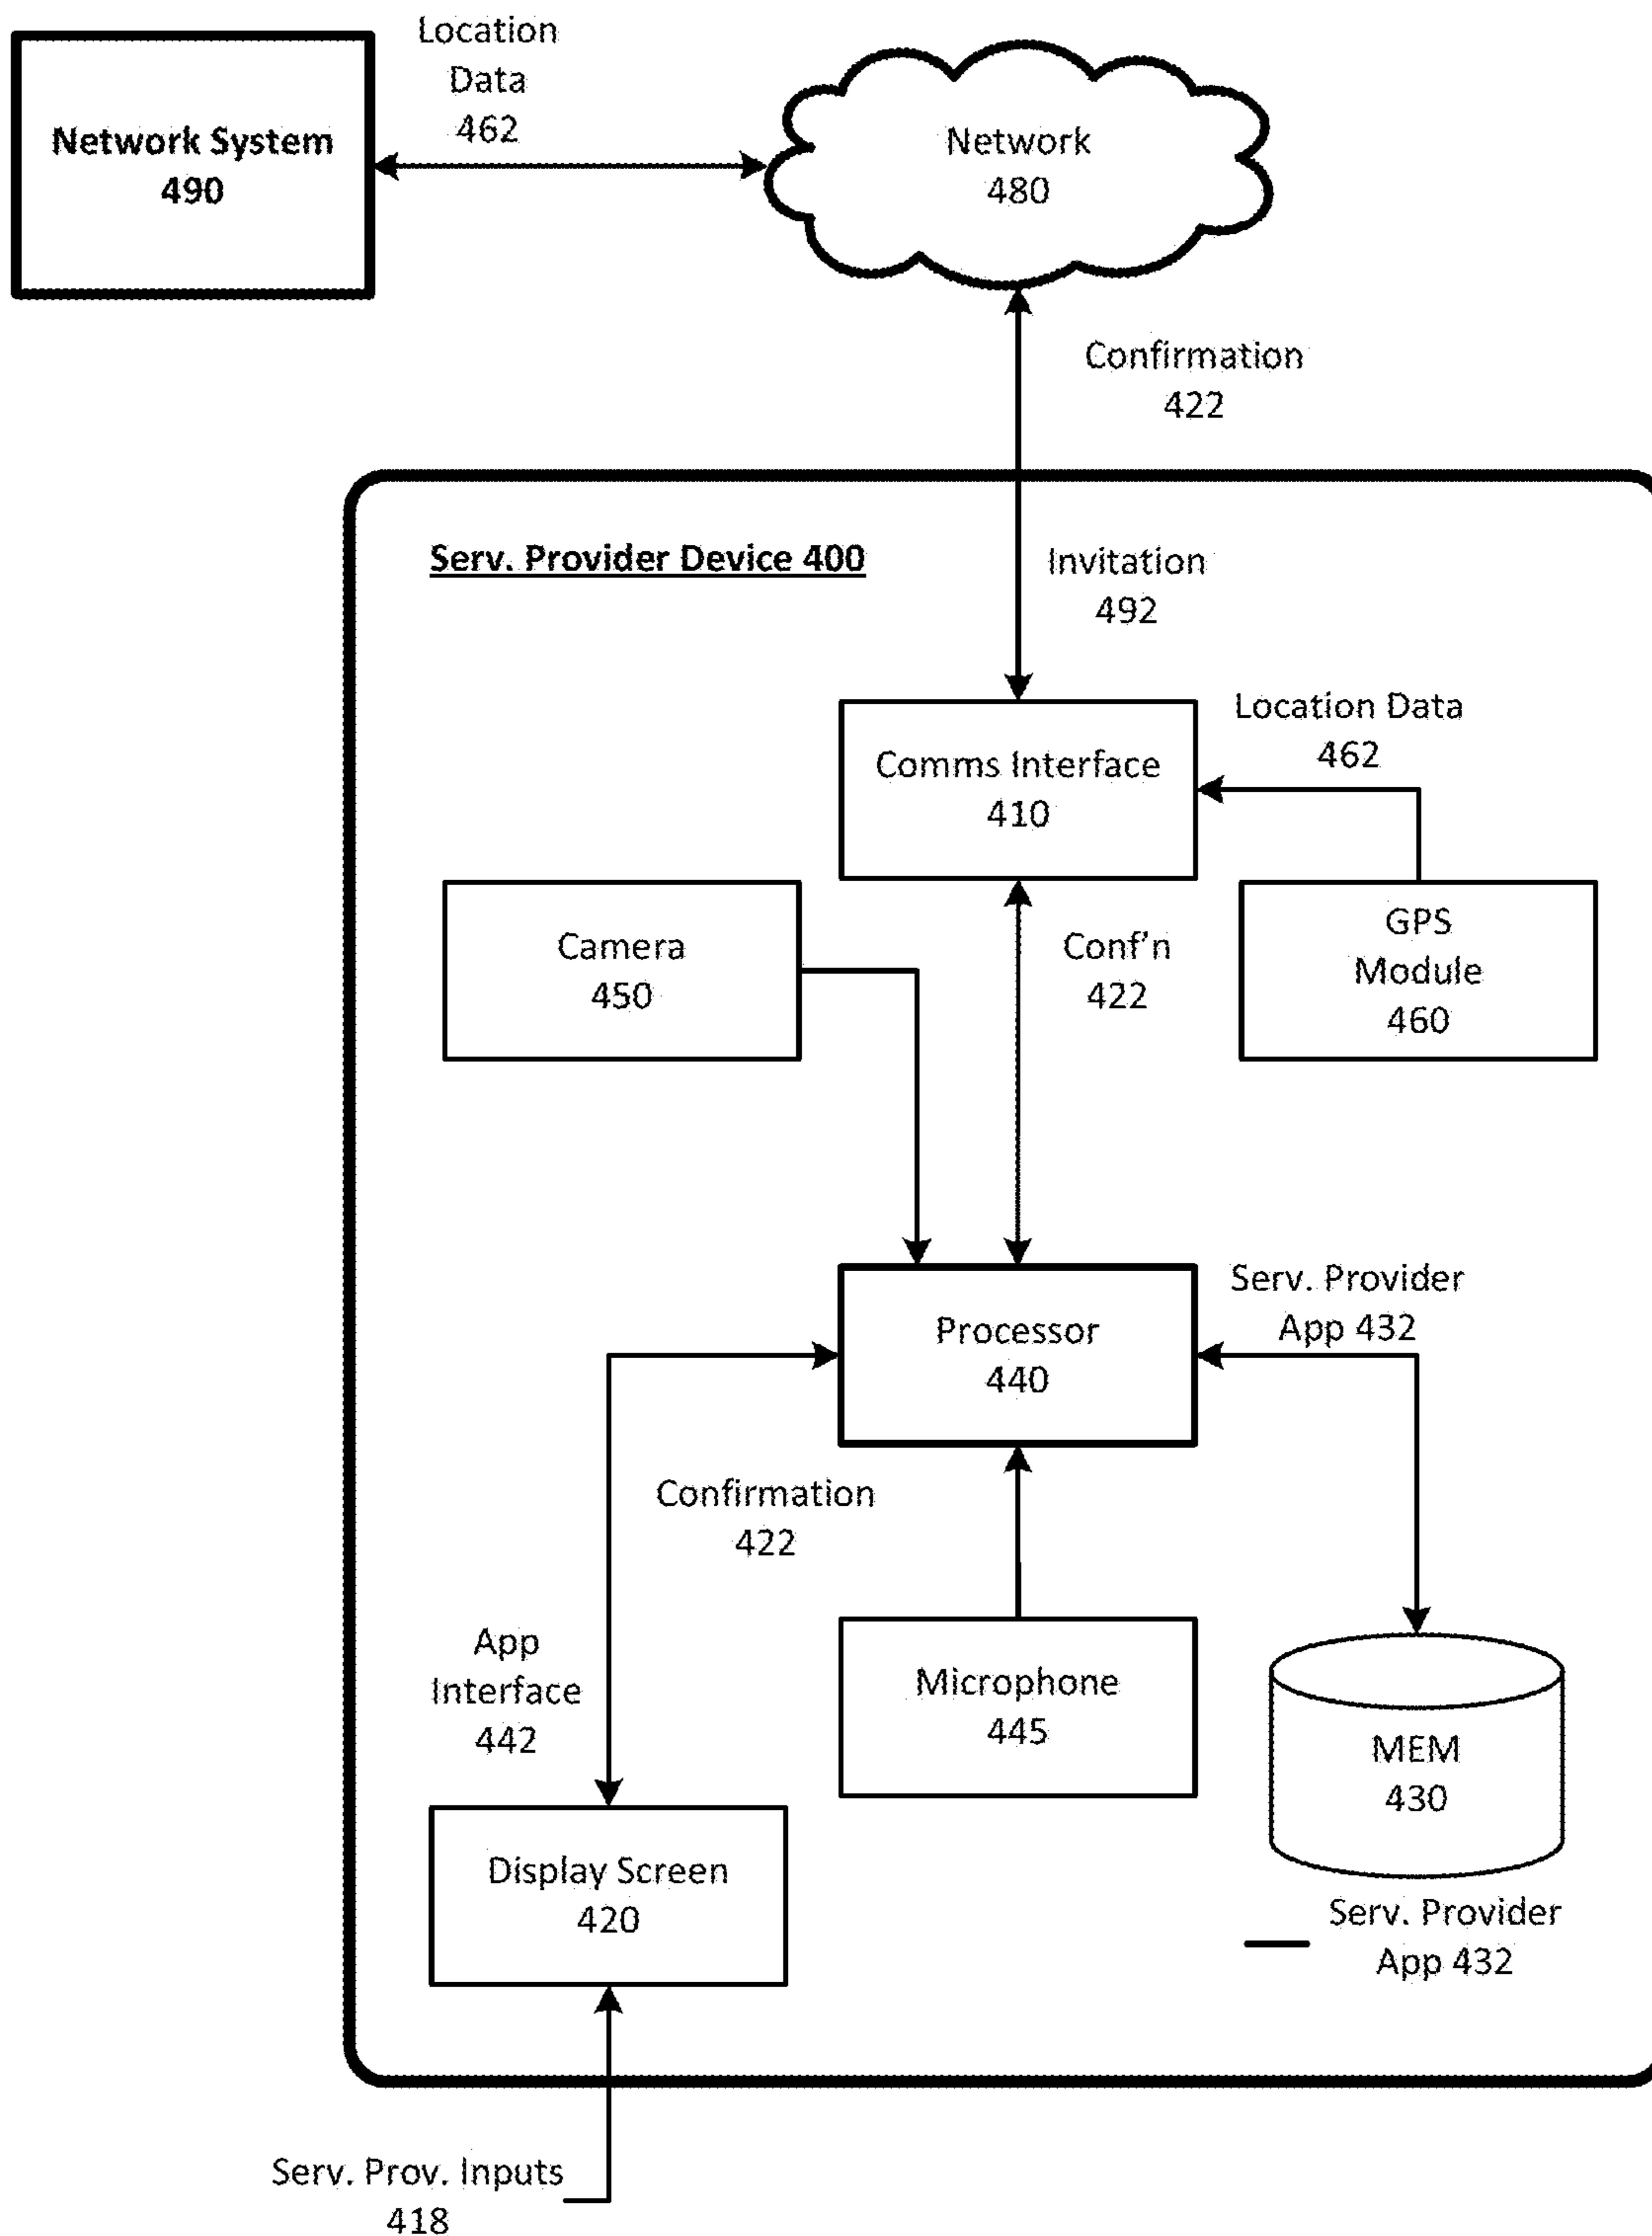 Location
Data
462
Network System
490
Network
480
Confirmation
422
Serv. Provider Device 400
Invitation
492
Location Data
462
Comms Interface
410
Camera
450
Conf'n
422
GPS
Module
460
Serv. Provider
App 432
Processor
440
Confirmation
422
App
Interface
442
Microphone
445
MEM
430
Display Screen
420
Serv. Provider
App 432
Serv. Prov. Inputs
418